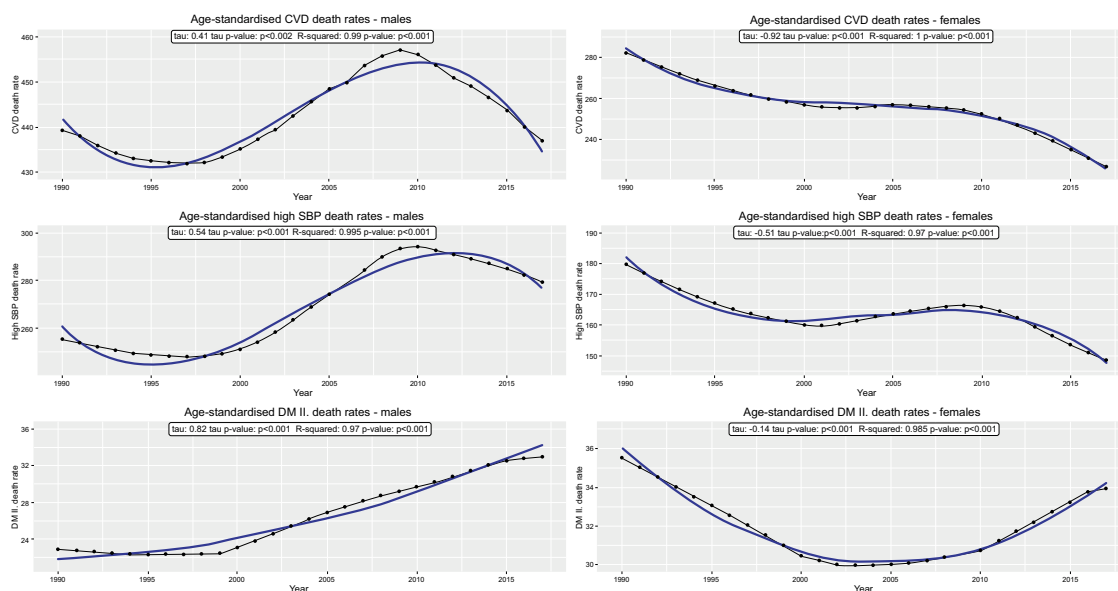 Age-standardised CVD death rates - males
tau: 0.41 tau p-value: p<0.002 R-squared: 0.99 p-value: p<0.001
CVD death rate
460
450
440
430
1990
1995
2000
2005
2010
2015
Year
Age-standardised CVD death rates - females
tau: -0.92 tau p-value: p<0.001 R-squared: 1 p-value: p<0.001
CVD death rate
280
260
240
1990
1995
2000
2005
2010
2015
Year
Age-standardised high SBP death rates - males
tau: 0.54 tau p-value: p<0.001 R-squared: 0.995 p-value: p<0.001
High SBP death rate
300
280
260
1990
1995
2000
2005
2010
2015
Year
Age-standardised high SBP death rates - females
tau: -0.51 tau p-value:p<0.001 R-squared: 0.97 p-value: p<0.001
High SBP death rate
190
180
170
160
150
1990
1995
2000
2005
2010
2015
Year
Age-standardised DM II. death rates - males
tau: 0.82 tau p-value: p<0.001 R-squared: 0.97 p-value: p<0.001
DM II. death rate
36
32
28
24
1990
1995
2000
2005
2010
2015
Year
Age-standardised DM II. death rates - females
tau: -0.14 tau p-value: p<0.001 R-squared: 0.985 p-value: p<0.001
DM II. death rate
36
34
32
30
1990
1995
2000
2005
2010
2015
Year